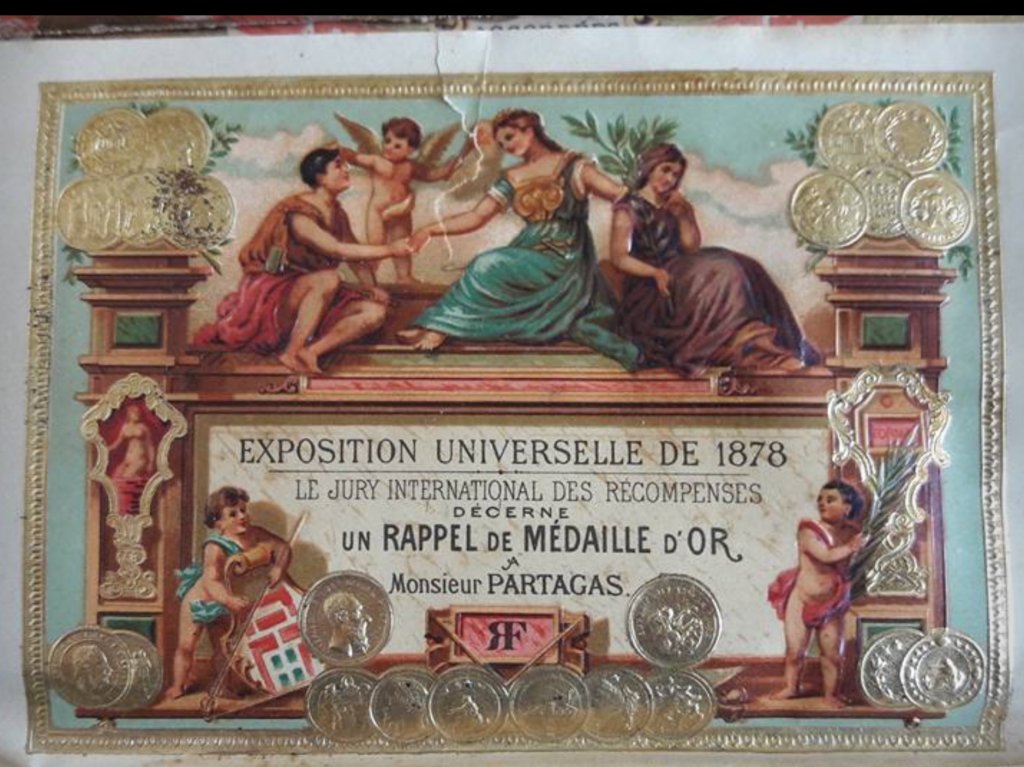 EXPOSITION UNIVERSELLE DE 1878
LE JURY INTERNATIONAL DES RÉCOMPENSES
DÉCERNE
UN RAPPEL DE MÉDAILLE D'OR
A
Monsieur PARTAGAS.
RF